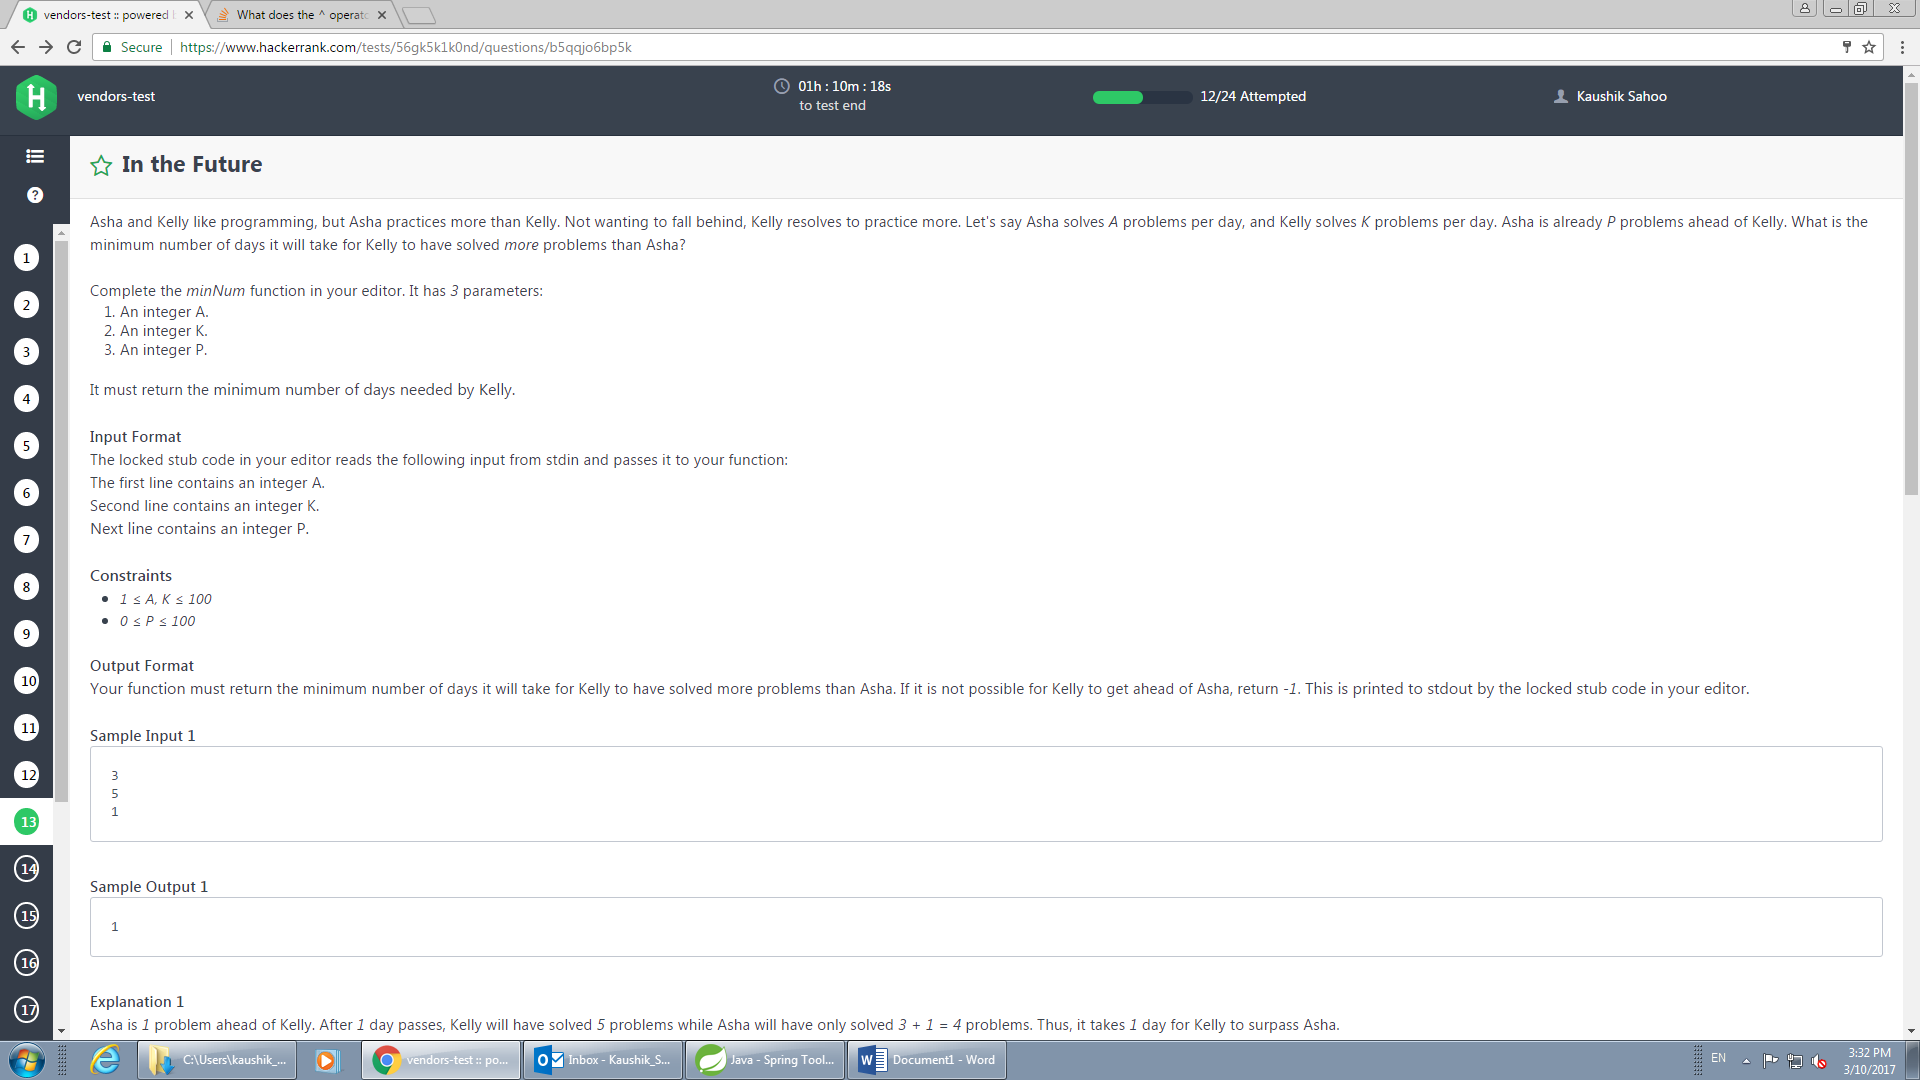 vendors-test :: powered b
What does the ^ operato
Secure
https://www.hackerrank.com/tests/56gk5k1k0nd/questions/b5qqjo6bp5k
H
vendors-test
01h : 10m : 18s
to test end
12/24 Attempted
Kaushik Sahoo
?
In the Future
Asha and Kelly like programming, but Asha practices more than Kelly. Not wanting to fall behind, Kelly resolves to practice more. Let's say Asha solves A problems per day, and Kelly solves K problems per day. Asha is already P problems ahead of Kelly. What is the
minimum number of days it will take for Kelly to have solved more problems than Asha?
Complete the minNum function in your editor. It has 3 parameters:
1. An integer A.
2. An integer K.
3. An integer P.
It must return the minimum number of days needed by Kelly.
Input Format
The locked stub code in your editor reads the following input from stdin and passes it to your function:
The first line contains an integer A.
Second line contains an integer K.
Next line contains an integer P.
Constraints
• 1 ≤ A, K ≤ 100
• 0 ≤ P ≤ 100
Output Format
Your function must return the minimum number of days it will take for Kelly to have solved more problems than Asha. If it is not possible for Kelly to get ahead of Asha, return -1. This is printed to stdout by the locked stub code in your editor.
Sample Input 1
3
5
1
Sample Output 1
1
Explanation 1
Asha is 1 problem ahead of Kelly. After 1 day passes, Kelly will have solved 5 problems while Asha will have only solved 3 + 1 = 4 problems. Thus, it takes 1 day for Kelly to surpass Asha.
1
2
3
4
5
6
7
8
9
10
11
12
13
14
15
16
17
C:\Users\kaushik_...
vendors-test :: po...
Inbox - Kaushik_S...
Java - Spring Tool...
Document1 - Word
EN
3:32 PM
3/10/2017